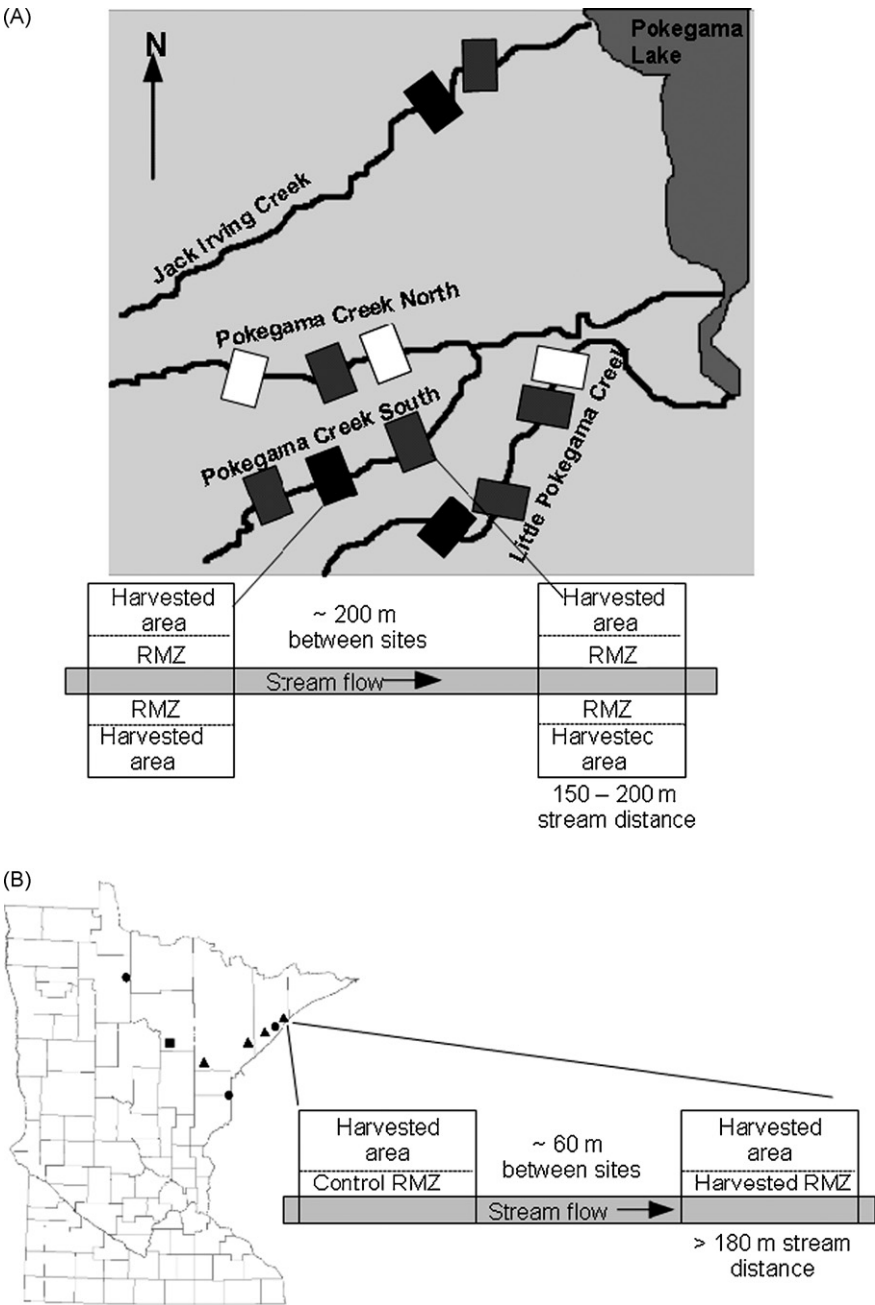 (A)
N
Pokegama
Lake
Jack Irving Creek
Pokegama Creek North
Pokegama Creek South
Little Pokegama Creek
Harvested
area
RMZ
RMZ
Harvested
area
~ 200 m
between sites
Stream flow
Harvested
area
RMZ
RMZ
Harvestec
area
150 – 200 m
stream distance
(B)
Harvested
area
Control RMZ
~ 60 m
between sites
Stream flow
Harvested
area
Harvested RMZ
> 180 m stream
distance